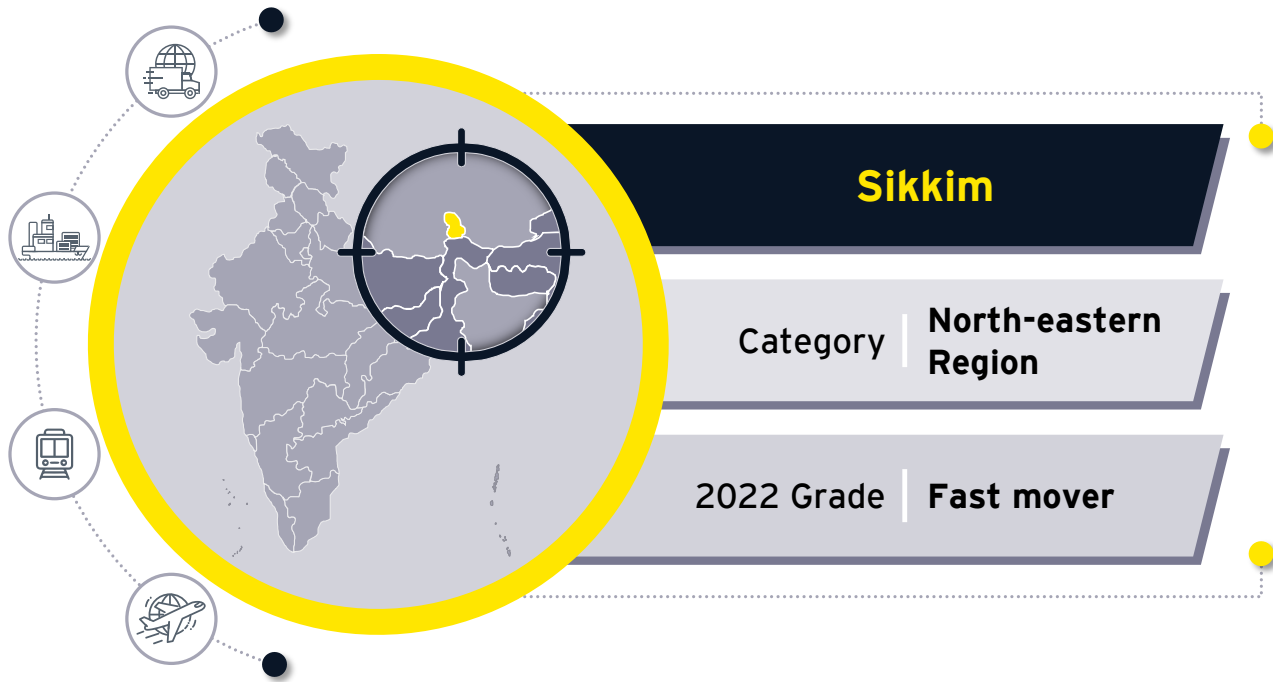 Sikkim
Category
North-eastern
Region
2022 Grade
Fast mover